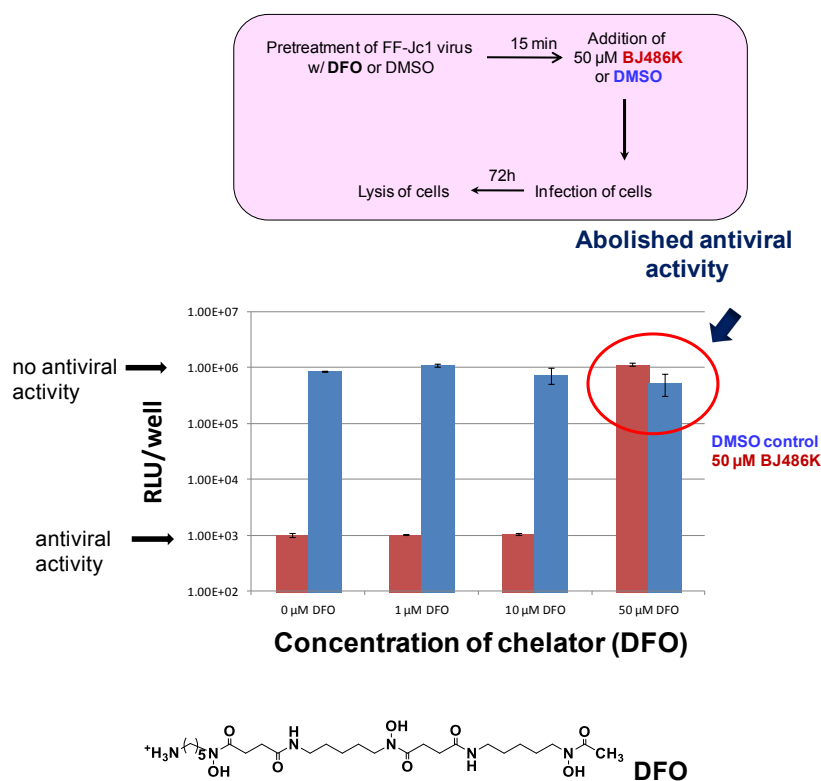 Pretreatment of FF-Jc1 virus
w/ DFO or DMSO
15 min
Addition of
50 µM BJ486K
or DMSO
72h
Lysis of cells
Infection of cells
Abolished antiviral
activity
1.00E+07
1.00E+06
1.00E+05
1.00E+04
1.00E+03
1.00E+02
no antiviral
activity
antiviral
activity
RLU/well
DMSO control
50 µM BJ486K
0 µM DFO
1 µM DFO
10 µM DFO
50 µM DFO
Concentration of chelator (DFO)
+H3N
5
N
OH
O
O
N
H
OH
N
O
O
N
H
N
OH
O
CH3
DFO